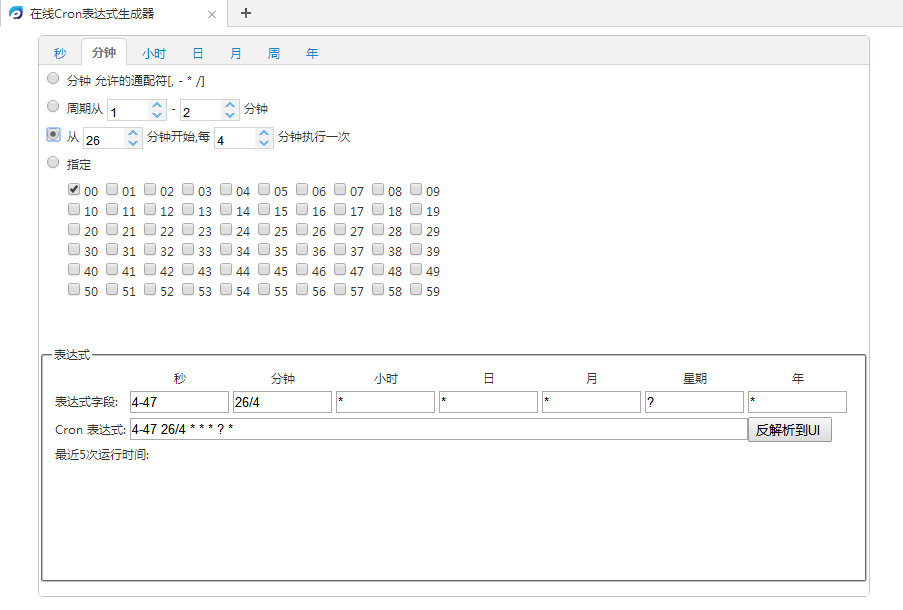 在线Cron表达式生成器
秒 分钟 小时 日 月 周 年
分钟 允许的通配符[, - * /]
周期从 1 - 2 分钟
从 26 分钟开始,每 4 分钟执行一次
指定
00 01 02 03 04 05 06 07 08 09
10 11 12 13 14 15 16 17 18 19
20 21 22 23 24 25 26 27 28 29
30 31 32 33 34 35 36 37 38 39
40 41 42 43 44 45 46 47 48 49
50 51 52 53 54 55 56 57 58 59
表达式
秒 分钟 小时 日 月 星期 年
表达式字段: 4-47 26/4 * * * ? *
Cron 表达式: 4-47 26/4 * * * ? * 反解析到UI
最近5次运行时间: